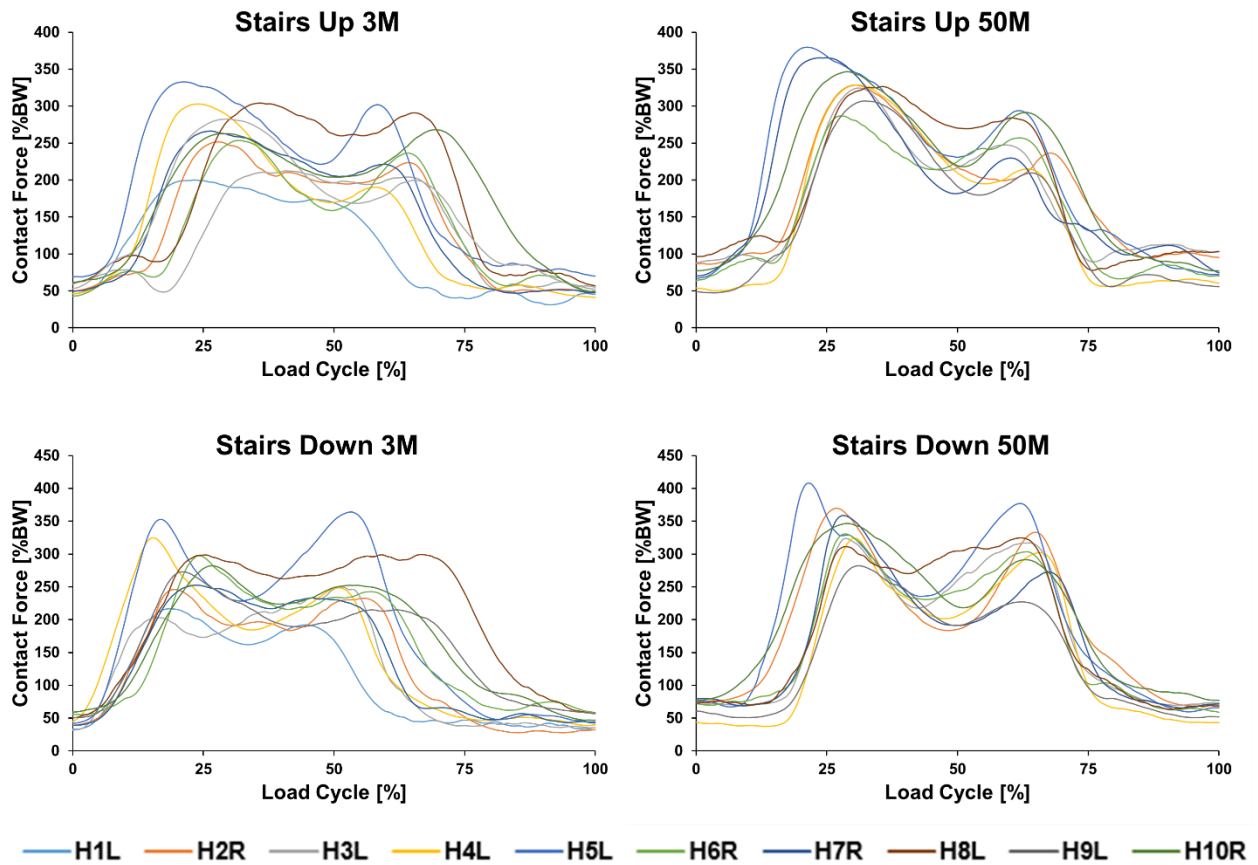 Stairs Up 3M
Contact Force [%BW]
400
350
300
250
200
150
100
50
0
0 25 50 75 100
Load Cycle [%]
Stairs Up 50M
Contact Force [%BW]
400
350
300
250
200
150
100
50
0
0 25 50 75 100
Load Cycle [%]
Stairs Down 3M
Contact Force [%BW]
450
400
350
300
250
200
150
100
50
0
0 25 50 75 100
Load Cycle [%]
Stairs Down 50M
Contact Force [%BW]
450
400
350
300
250
200
150
100
50
0
0 25 50 75 100
Load Cycle [%]
H1L H2R H3L H4L H5L H6R H7R H8L H9L H10R